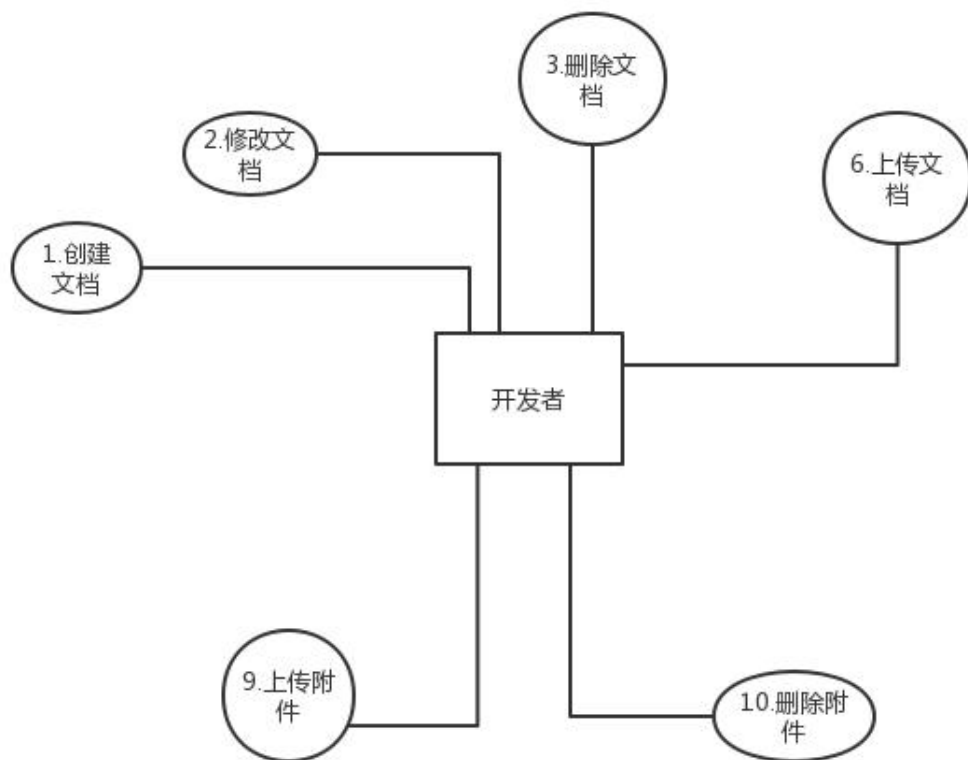 3.删除文
档
2.修改文
档
6.上传文
档
1.创建
文档
开发者
9.上传附
件
10.删除附
件